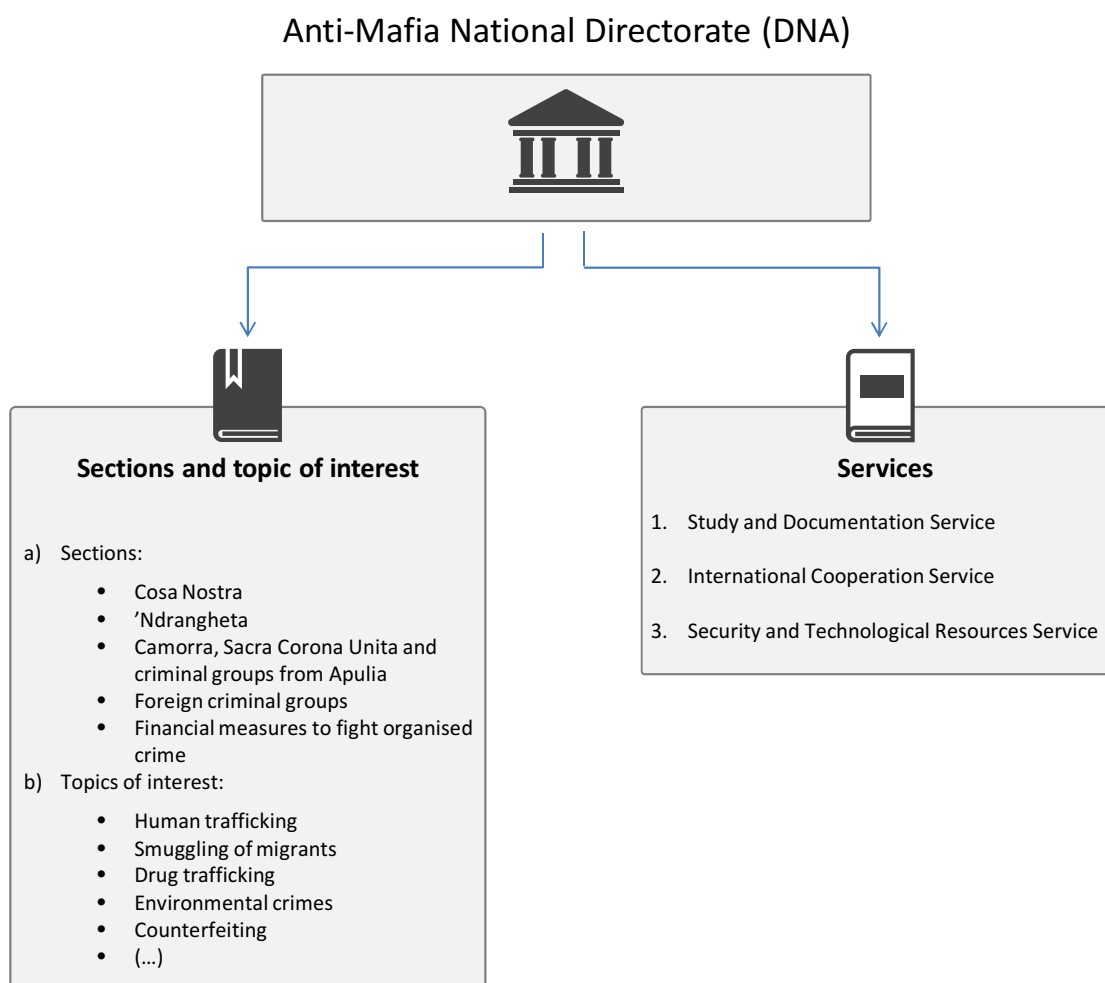 Anti-Mafia National Directorate (DNA)
Sections and topic of interest
a) Sections:
• Cosa Nostra
• ’Ndrangheta
• Camorra, Sacra Corona Unita and
criminal groups from Apulia
• Foreign criminal groups
• Financial measures to fight organised
crime
b) Topics of interest:
• Human trafficking
• Smuggling of migrants
• Drug trafficking
• Environmental crimes
• Counterfeiting
• (…)
Services
1. Study and Documentation Service
2. International Cooperation Service
3. Security and Technological Resources Service